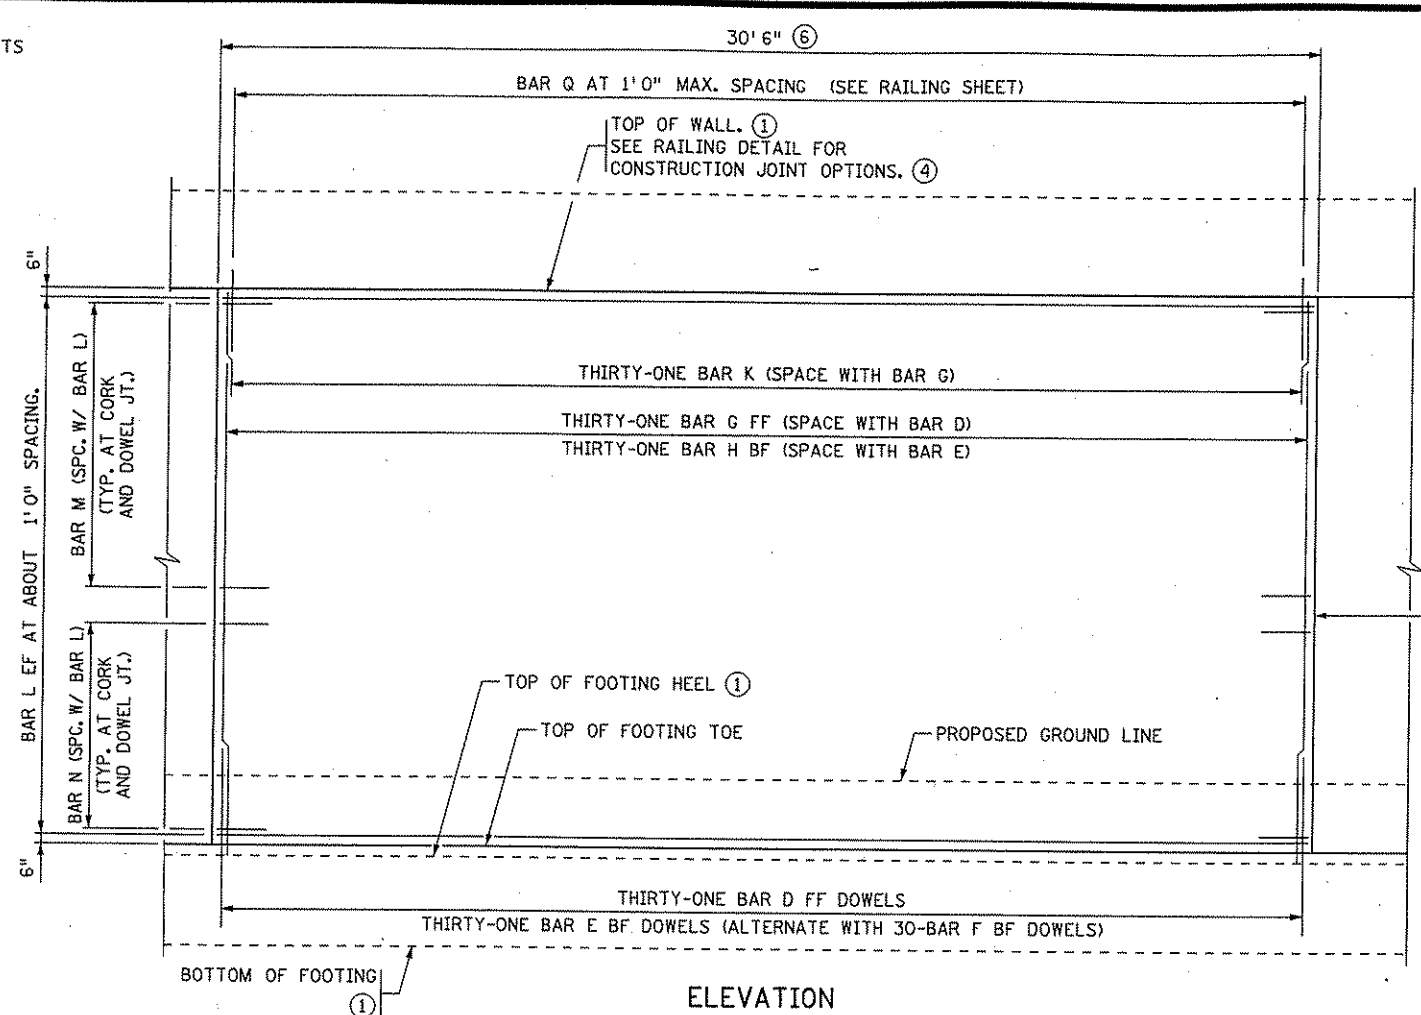 TS
30'6" ⑥
BAR Q AT 1'0" MAX. SPACING (SEE RAILING SHEET)
TOP OF WALL. ①
SEE RAILING DETAIL FOR
CONSTRUCTION JOINT OPTIONS. ④
6"
BAR L EF AT ABOUT 1'0" SPACING.
BAR M (SPC. W/ BAR L)
(TYP. AT CORK
AND DOWEL JT.)
THIRTY-ONE BAR K (SPACE WITH BAR G)
THIRTY-ONE BAR G FF (SPACE WITH BAR D)
THIRTY-ONE BAR H BF (SPACE WITH BAR E)
BAR N (SPC. W/ BAR L)
(TYP. AT CORK
AND DOWEL JT.)
TOP OF FOOTING HEEL ①
TOP OF FOOTING TOE
PROPOSED GROUND LINE
6"
THIRTY-ONE BAR D FF DOWELS
THIRTY-ONE BAR E BF DOWELS (ALTERNATE WITH 30-BAR F BF DOWELS)
BOTTOM OF FOOTING
①
ELEVATION